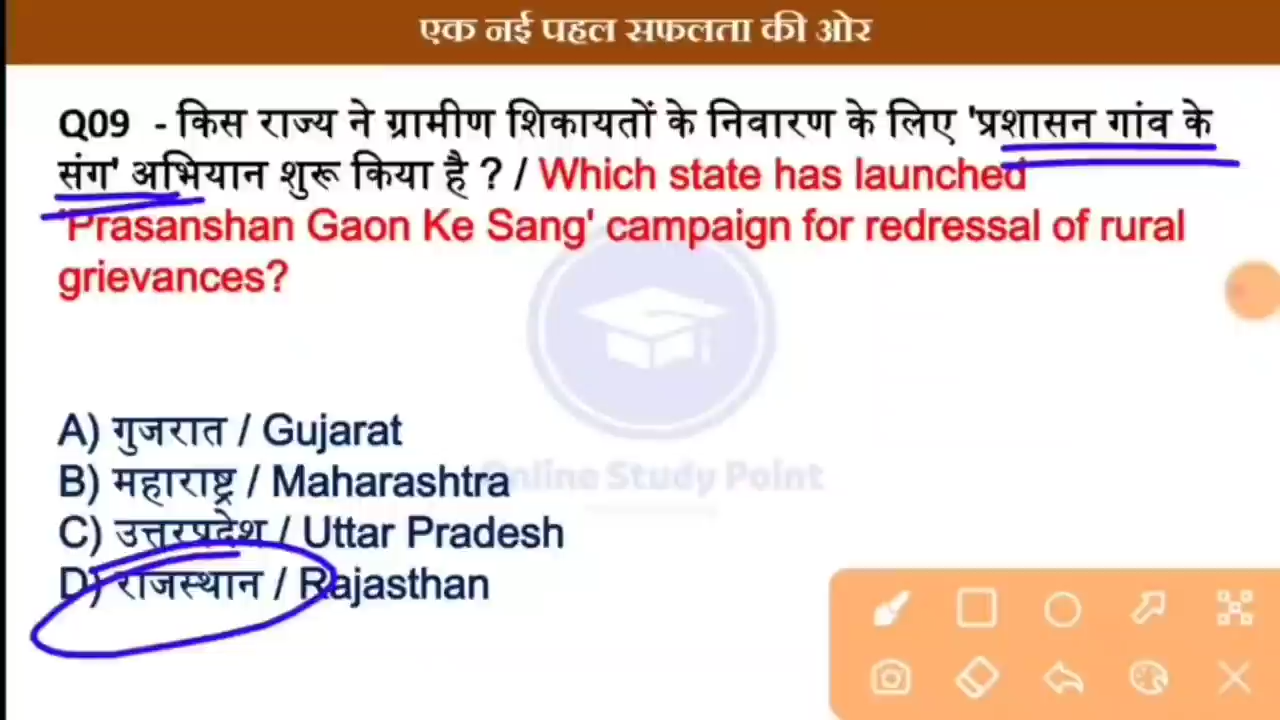 एक नई पहल सफलता की ओर
Q09 - किस राज्य ने ग्रामीण शिकायतों के निवारण के लिए 'प्रशासन गांव के
संग' अभियान शुरू किया है ? / Which state has launched
'Prasanshan Gaon Ke Sang' campaign for redressal of rural
grievances?
A) गुजरात / Gujarat
B) महाराष्ट्र / Maharashtra
Online Study Point
C) उत्तरप्रदेश / Uttar Pradesh
D) राजस्थान / Rajasthan